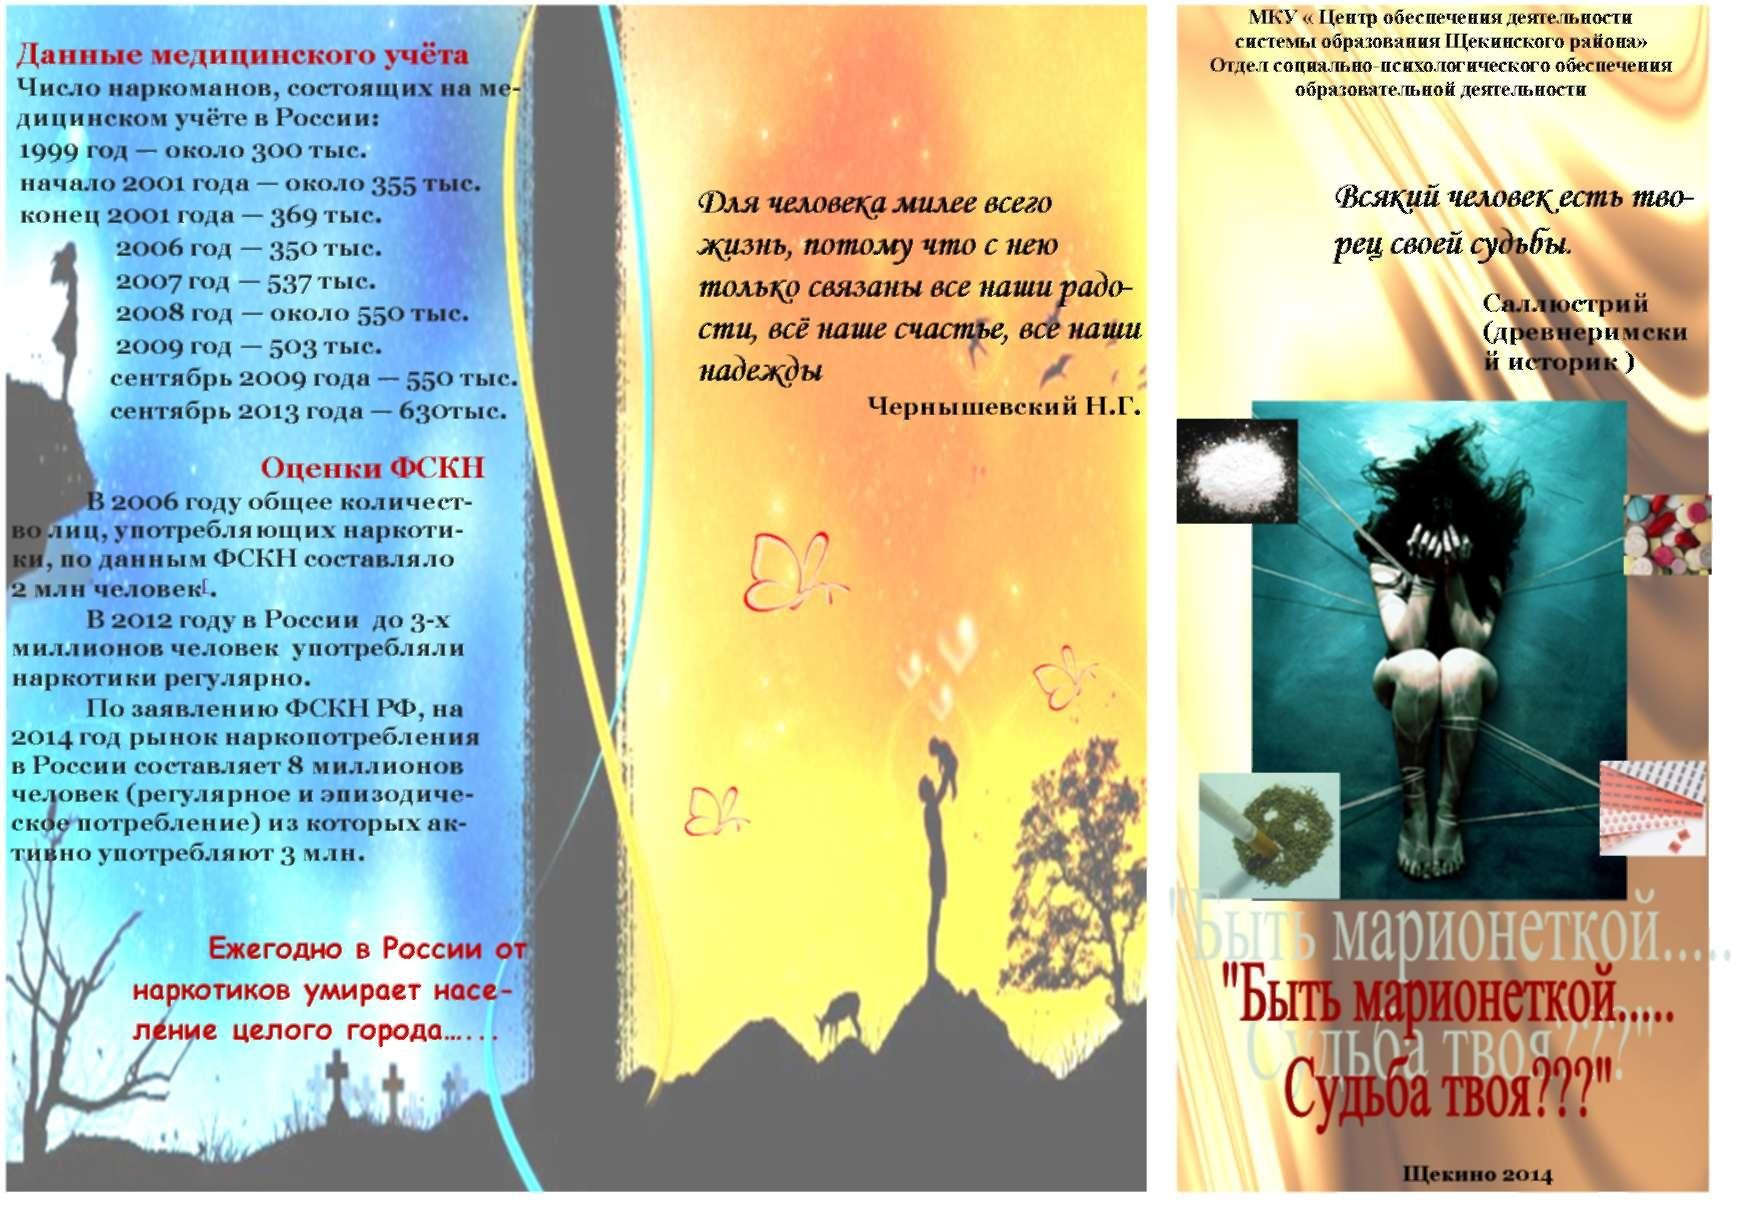 Данные медицинского учёта
Число наркоманов, состоящих на ме-
дицинском учёте в России:
1999 год — около 300 тыс.
начало 2001 года — около 355 тыс.
конец 2001 года — 369 тыс.
2006 год — 350 тыс.
2007 год — 537 тыс.
2008 год — около 550 тыс.
2009 год — 503 тыс.
сентябрь 2009 года — 550 тыс.
сентябрь 2013 года — 630тыс.
Оценки ФСКН
В 2006 году общее количест-
во лиц, употребляющих наркоти-
ки, по данным ФСКН составляло
2 млн человек[.
В 2012 году в России до 3-х
миллионов человек употребляли
наркотики регулярно.
По заявлению ФСКН РФ, на
2014 год рынок наркопотребления
в России составляет 8 миллионов
человек (регулярное и эпизодиче-
ское потребление) из которых ак-
тивно употребляют 3 млн.
Ежегодно в России от
наркотиков умирает насе-
ление целого города…...
Для человека милее всего
жизнь, потому что с нею
только связаны все наши радо-
сти, всё наше счастье, все наши
надежды
Чернышевский Н.Г.
МКУ « Центр обеспечения деятельности
системы образования Щекинского района»
Отдел социально-психологического обеспечения
образовательной деятельности
Всякий человек есть тво-
рец своей судьбы.
Саллюстрий
(древнеримски
й историк )
"Быть марионеткой.....
Судьба твоя???"
Щекино 2014